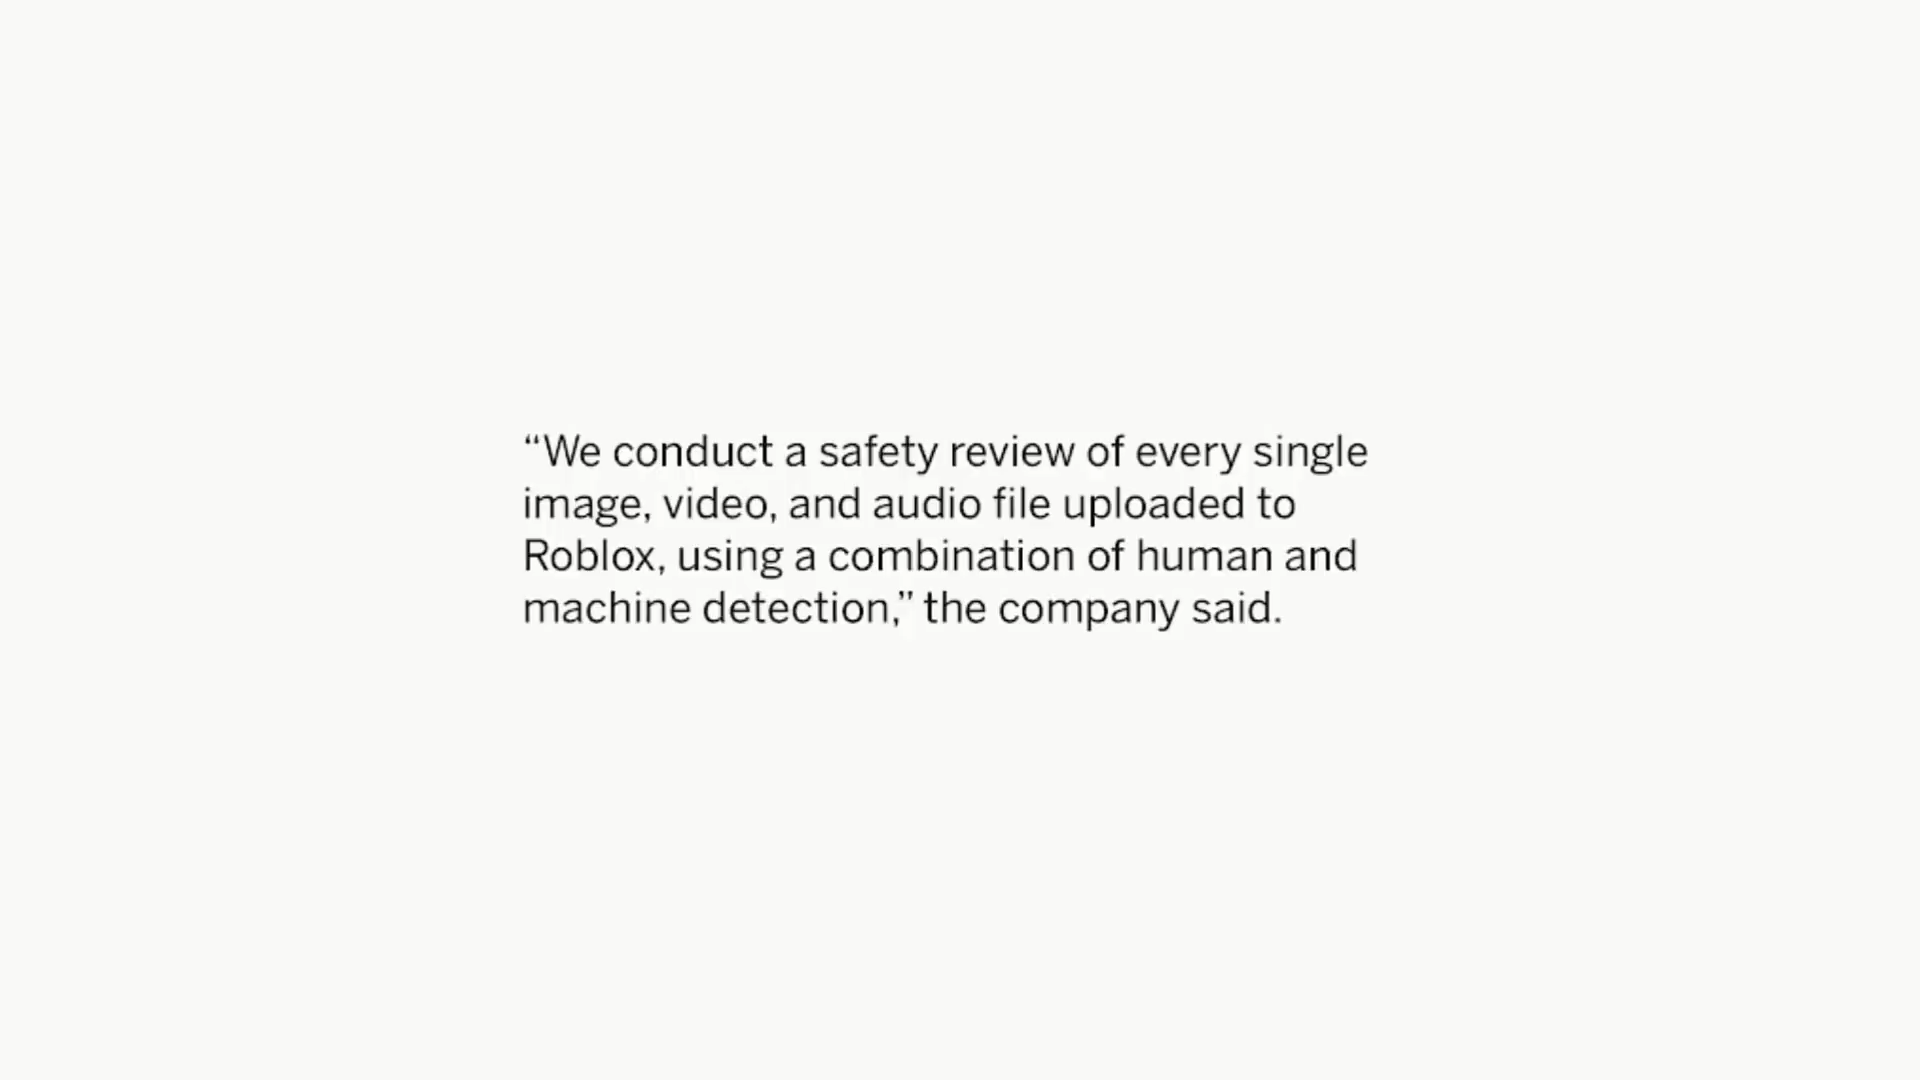 “We conduct a safety review of every single
image, video, and audio file uploaded to
Roblox, using a combination of human and
machine detection,” the company said.